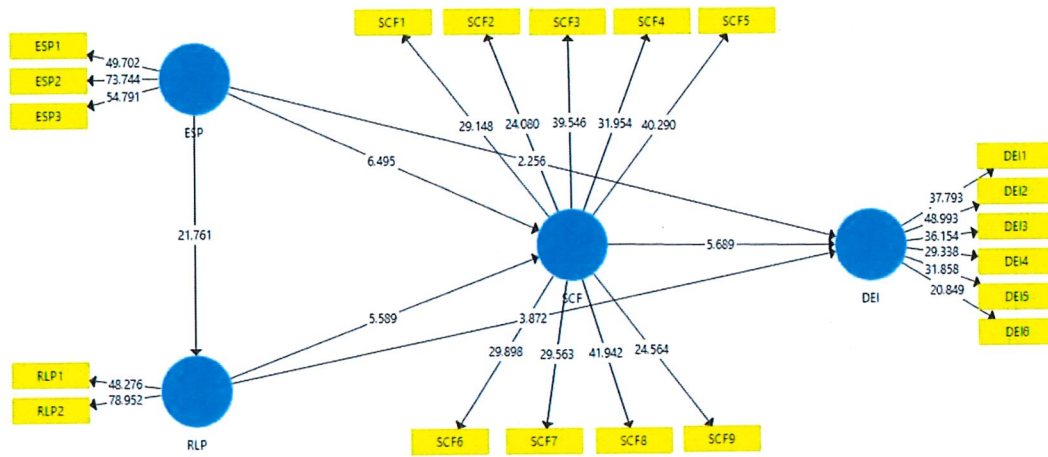 SCF1 SCF2 SCF3 SCF4 SCF5
ESP1
ESP2
ESP3
49.702
73.744
54.791
ESP
29.148 24.080 39.546 31.954 40.290
6.495
2.256
21.761
DEI1
DEI2
DEI3
DEI4
DEI5
DEI6
37.793
48.993
36.154
29.338
31.858
20.849
5.689
SCF
DEI
5.589
3.872
29.898 29.563 41.942 24.564
RLP1
RLP2
48.276
78.952
RLP
SCF6 SCF7 SCF8 SCF9